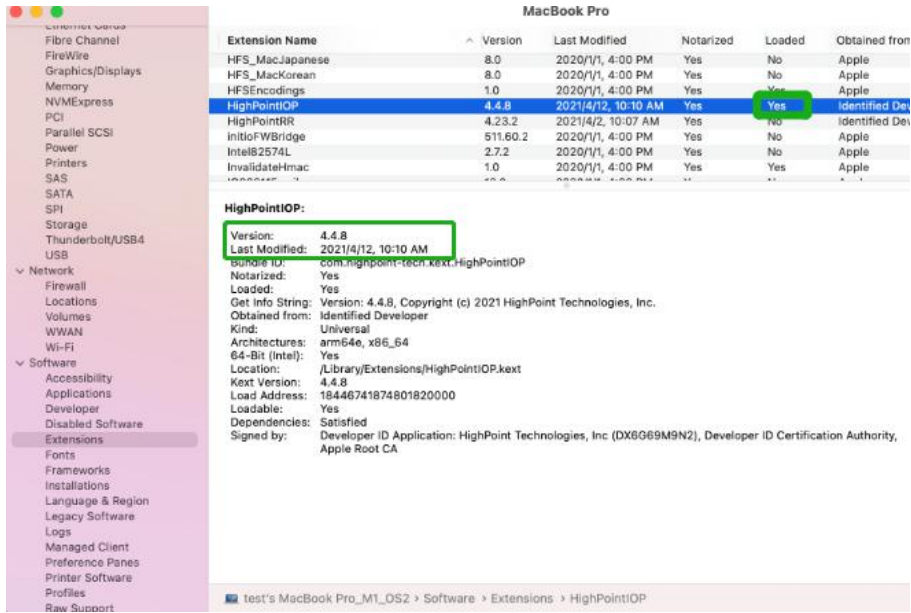 MacBook Pro
Ethernet Cards
Fibre Channel
FireWire
Graphics/Displays
Memory
NVMExpress
PCI
Parallel SCSI
Power
Printers
SAS
SATA
SPI
Storage
Thunderbolt/USB4
USB
Network
Firewall
Locations
Volumes
WWAN
Wi-Fi
Software
Accessibility
Applications
Developer
Disabled Software
Extensions
Fonts
Frameworks
Installations
Language & Region
Legacy Software
Logs
Managed Client
Preference Panes
Printer Software
Profiles
Raw Support
Extension Name Version Last Modified Notarized Loaded Obtained from
HFS_MacJapanese 8.0 2020/1/1, 4:00 PM Yes No Apple
HFS_MacKorean 8.0 2020/1/1, 4:00 PM Yes No Apple
HFSEncodings 1.0 2020/1/1, 4:00 PM Yes Yes Apple
HighPointIOP 4.4.8 2021/4/12, 10:10 AM Yes Yes Identified Dev
HighPointRR 4.23.2 2021/4/2, 10:07 AM Yes No Identified Dev
initioFWBridge 511.60.2 2020/1/1, 4:00 PM Yes No Apple
Intel82574L 2.7.2 2020/1/1, 4:00 PM Yes No Apple
InvalidateHmac 1.0 2020/1/1, 4:00 PM Yes Yes Apple
HighPointIOP:
Version: 4.4.8
Last Modified: 2021/4/12, 10:10 AM
Bundle ID: com.highpoint-tech.kext.HighPointIOP
Notarized: Yes
Loaded: Yes
Get Info String: Version: 4.4.8, Copyright (c) 2021 HighPoint Technologies, Inc.
Obtained from: Identified Developer
Kind: Universal
Architectures: arm64e, x86_64
64-Bit (Intel): Yes
Location: /Library/Extensions/HighPointIOP.kext
Kext Version: 4.4.8
Load Address: 18446741874801820000
Loadable: Yes
Dependencies: Satisfied
Signed by: Developer ID Application: HighPoint Technologies, Inc (DX6G69M9N2), Developer ID Certification Authority,
Apple Root CA
test's MacBook Pro_M1_OS2 › Software › Extensions › HighPointIOP